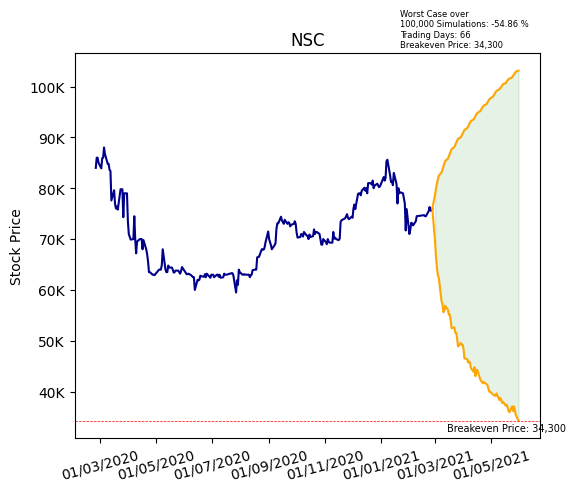 Worst Case over
100,000 Simulations: -54.86 %
Trading Days: 66
Breakeven Price: 34,300
NSC
Stock Price
100K
90K
80K
70K
60K
50K
40K
Breakeven Price: 34,300
01/03/2020
01/05/2020
01/07/2020
01/09/2020
01/11/2020
01/01/2021
01/03/2021
01/05/2021